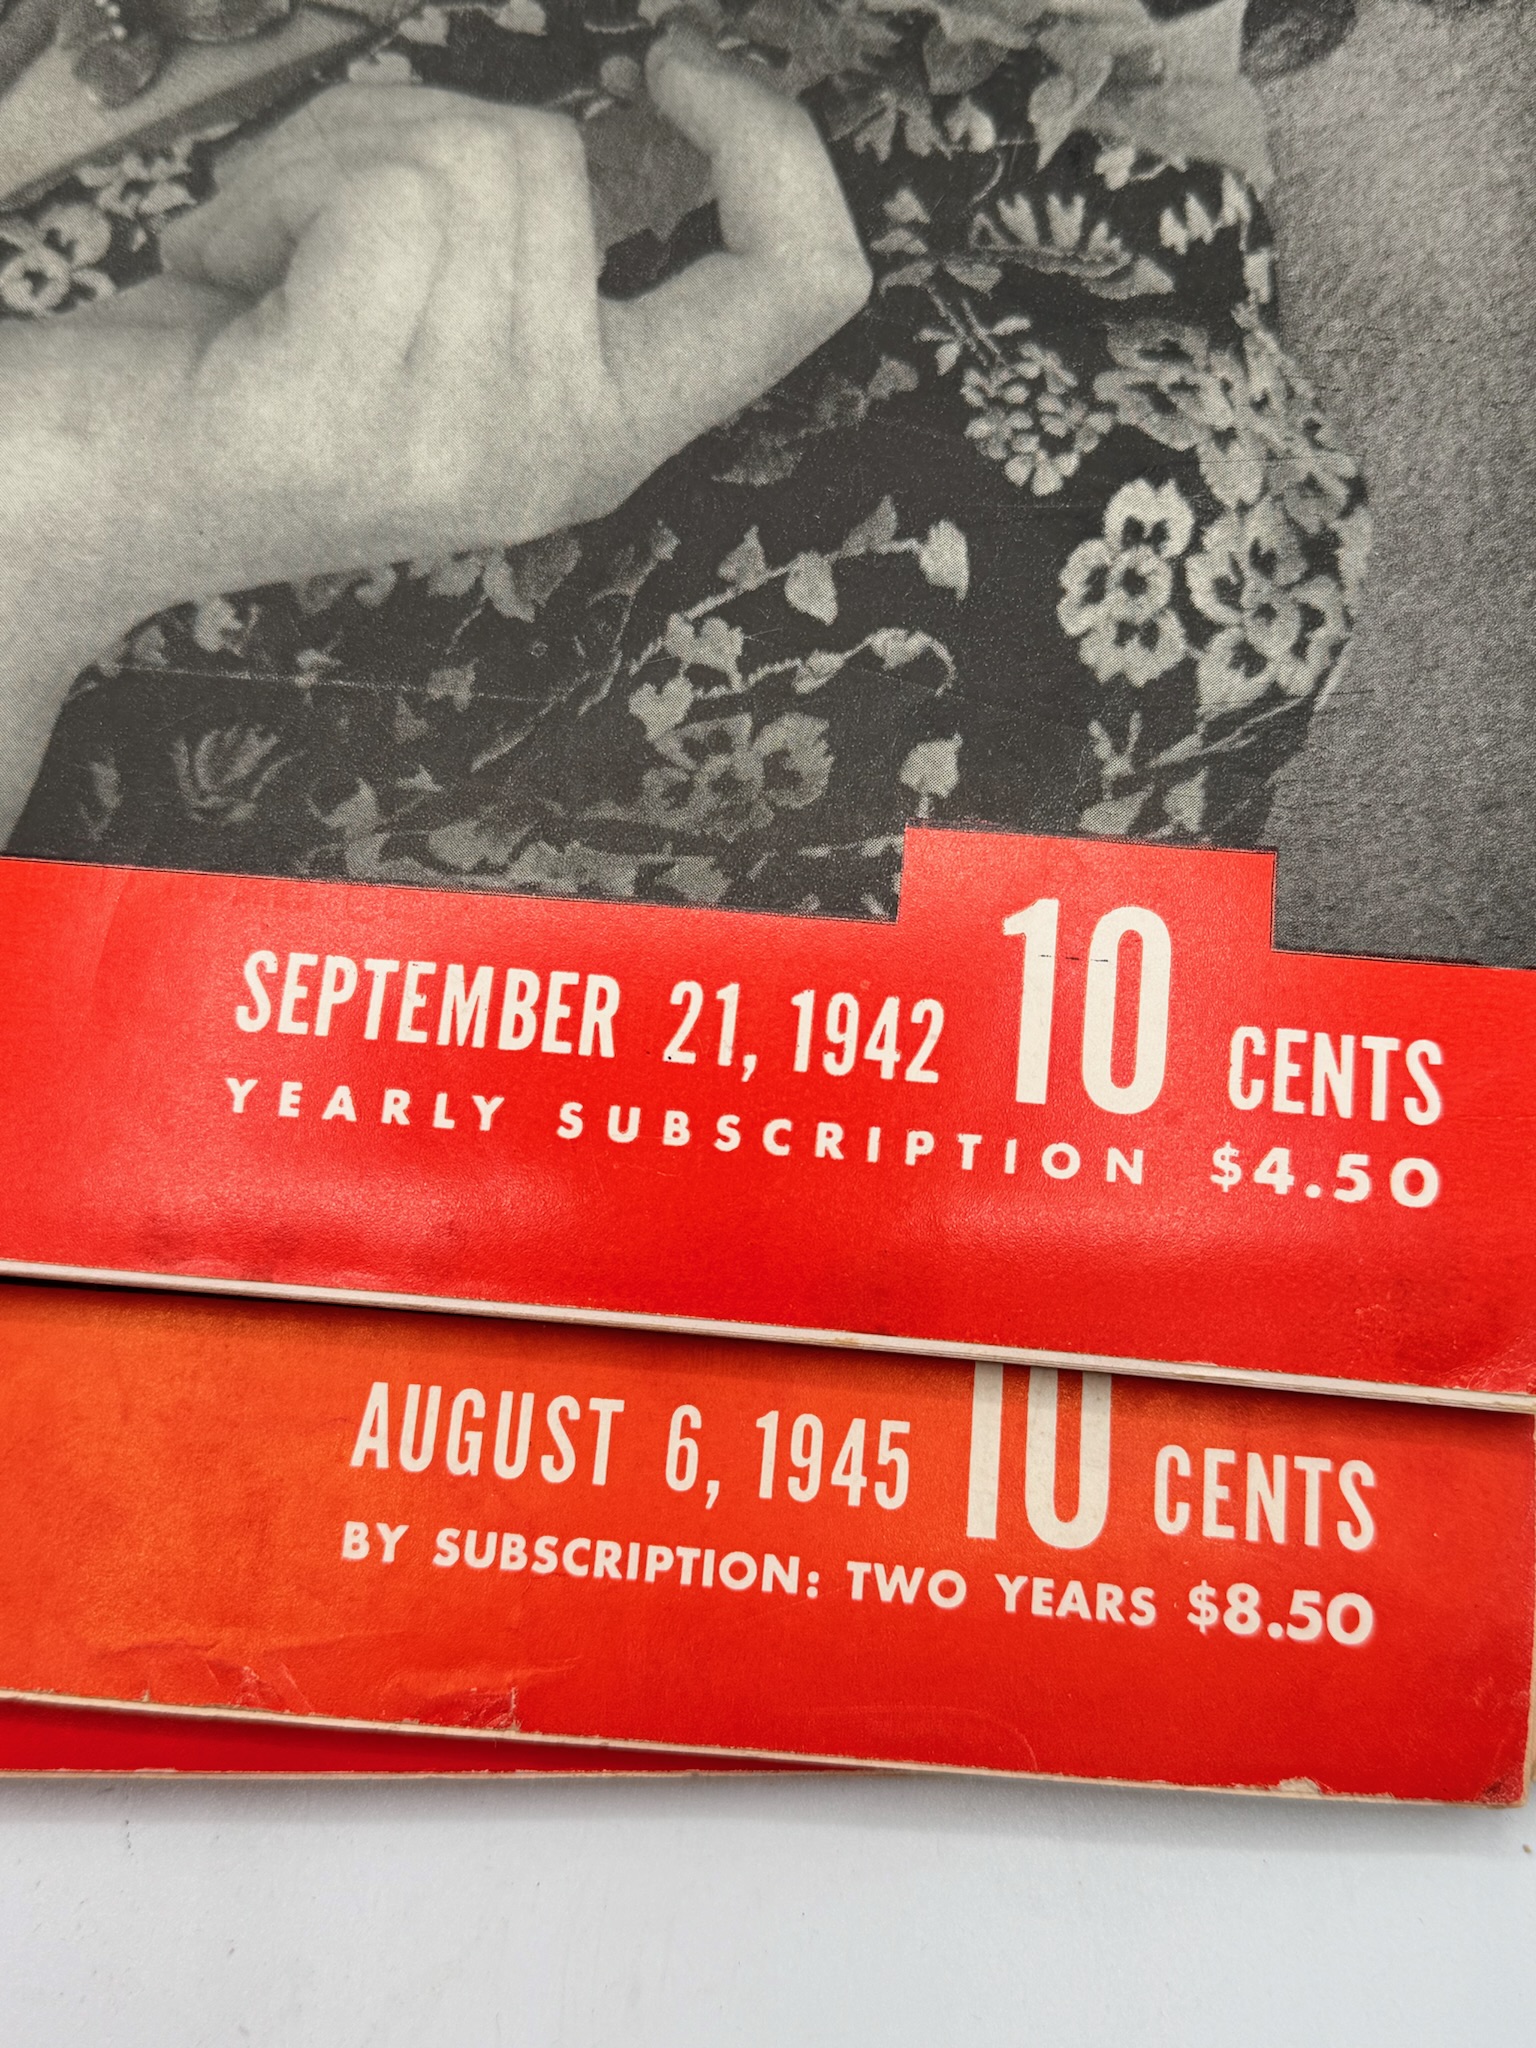 SEPTEMBER 21, 1942 10 CENTS
YEARLY SUBSCRIPTION $4.50
AUGUST 6, 1945 10 CENTS
BY SUBSCRIPTION: TWO YEARS $8.50